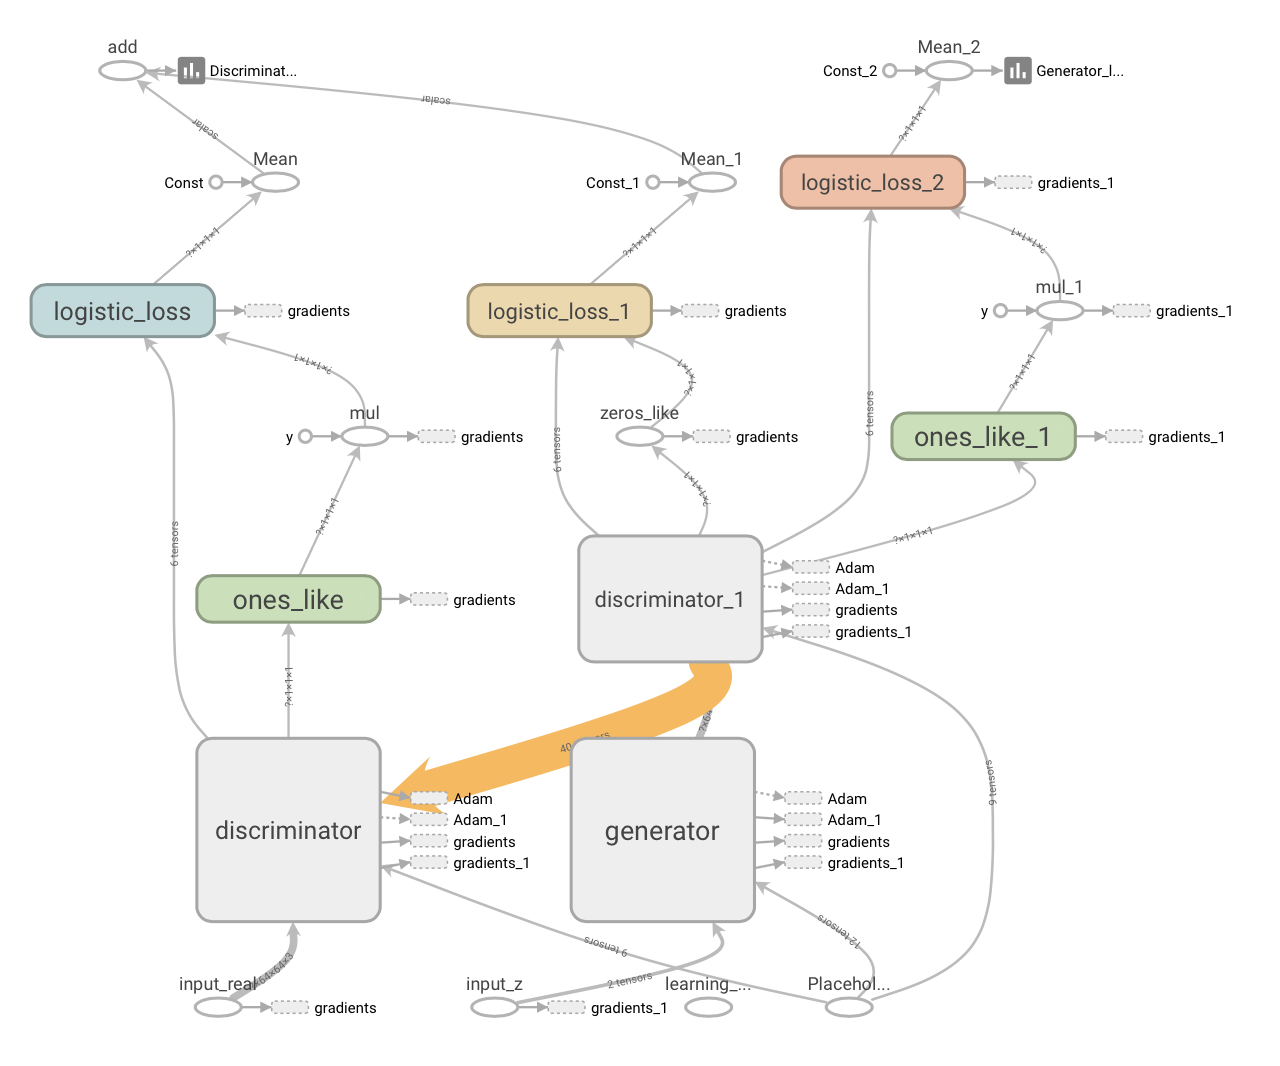 add
Discriminat...
scalar
Mean_2
Const_2
Generator_l...
?×1×1×1
scalar
Mean
Const
Mean_1
Const_1
logistic_loss_2
gradients_1
?×1×1×1
?×1×1×1
?×1×1×1
mul_1
y
gradients_1
logistic_loss
gradients
logistic_loss_1
gradients
?×1×1×1
?×1×1×1
?×1×1×1
mul
y
gradients
zeros_like
gradients
6 tensors
ones_like_1
gradients_1
6 tensors
?×1×1×1
?×1×1×1
?×1×1×1
6 tensors
discriminator_1
Adam
Adam_1
gradients
gradients_1
ones_like
gradients
?×1×1×1
?×64
40
discriminator
Adam
Adam_1
gradients
gradients_1
generator
Adam
Adam_1
gradients
gradients_1
9 tensors
12 tensors
9 tensors
×64×64×3
2 tensors
input_real
gradients
input_z
gradients_1
learning_...
Placehol...